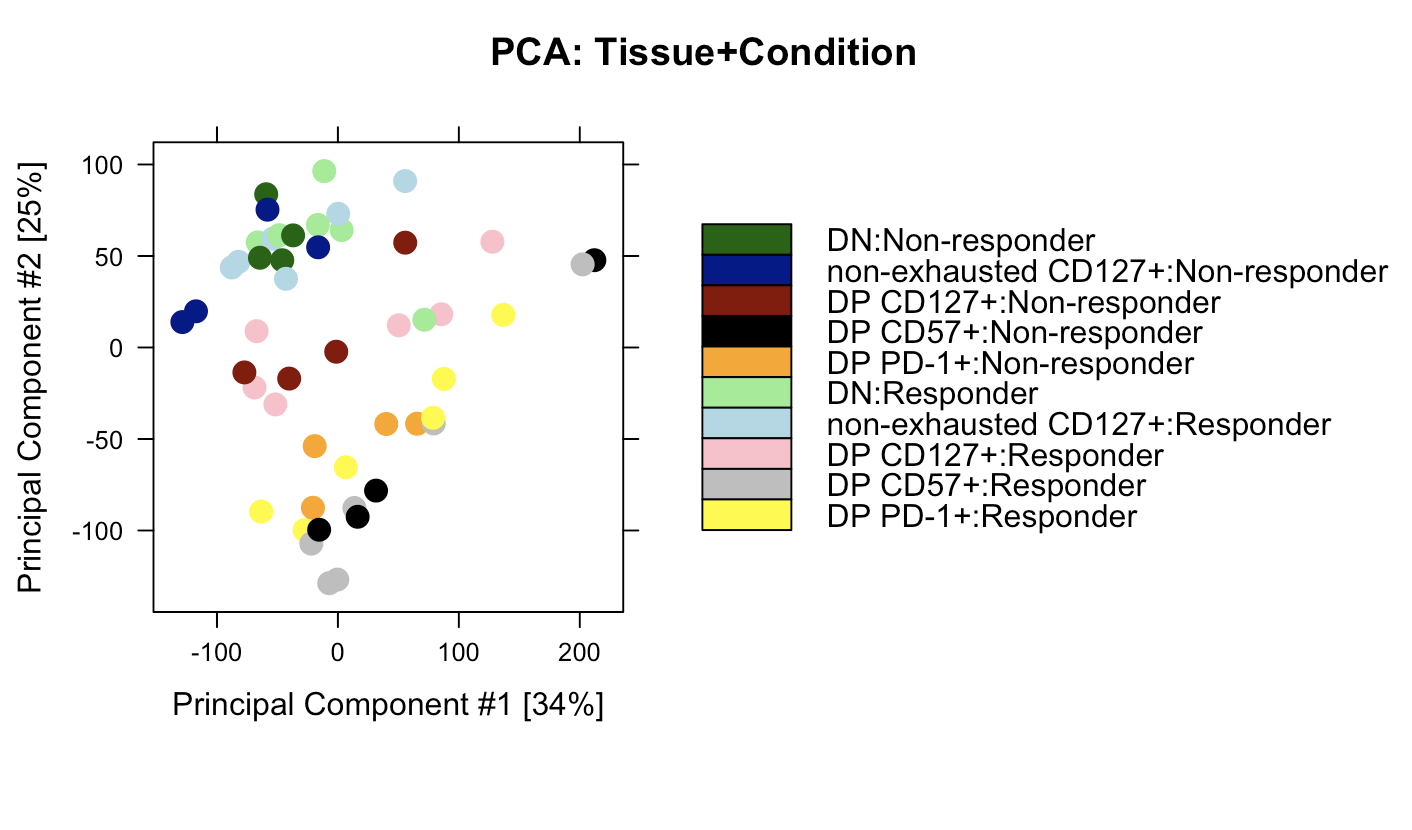 PCA: Tissue+Condition
Principal Component #2 [25%]
100
50
0
-50
-100
-100
0
100
200
Principal Component #1 [34%]
DN:Non-responder
non-exhausted CD127+:Non-responder
DP CD127+:Non-responder
DP CD57+:Non-responder
DP PD-1+:Non-responder
DN:Responder
non-exhausted CD127+:Responder
DP CD127+:Responder
DP CD57+:Responder
DP PD-1+:Responder